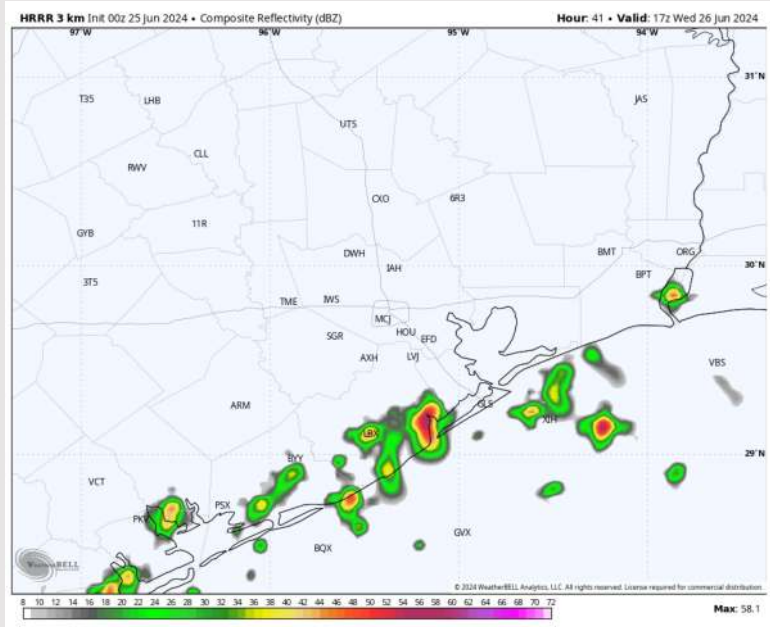 HRRR 3 km Init 00z 25 Jun 2024 • Composite Reflectivity (dBZ) Hour: 41 • Valid: 17z Wed 26 Jun 2024
97°W 96°W 95°W 94°W
31°N
T35 LHB JAS
UTS
CLL
RWV
OXO 6R3
11R
GYB
DWH BMT ORG
IAH 30°N
BPT
3T5
TME IWS
MCJ
SGR HOU EFD
AXH LVJ
VBS
ARM GLS
XIH
LBX
29°N
BYY
VCT
PSX
PKV
GVX
BQX
WeatherBELL
© 2024 WeatherBELL Analytics, LLC. All rights reserved. License required for commercial distribution.
8 10 12 14 16 18 20 22 24 26 28 30 32 34 36 38 40 42 44 46 48 50 52 54 56 58 60 62 64 66 68 70 72 Max: 58.1